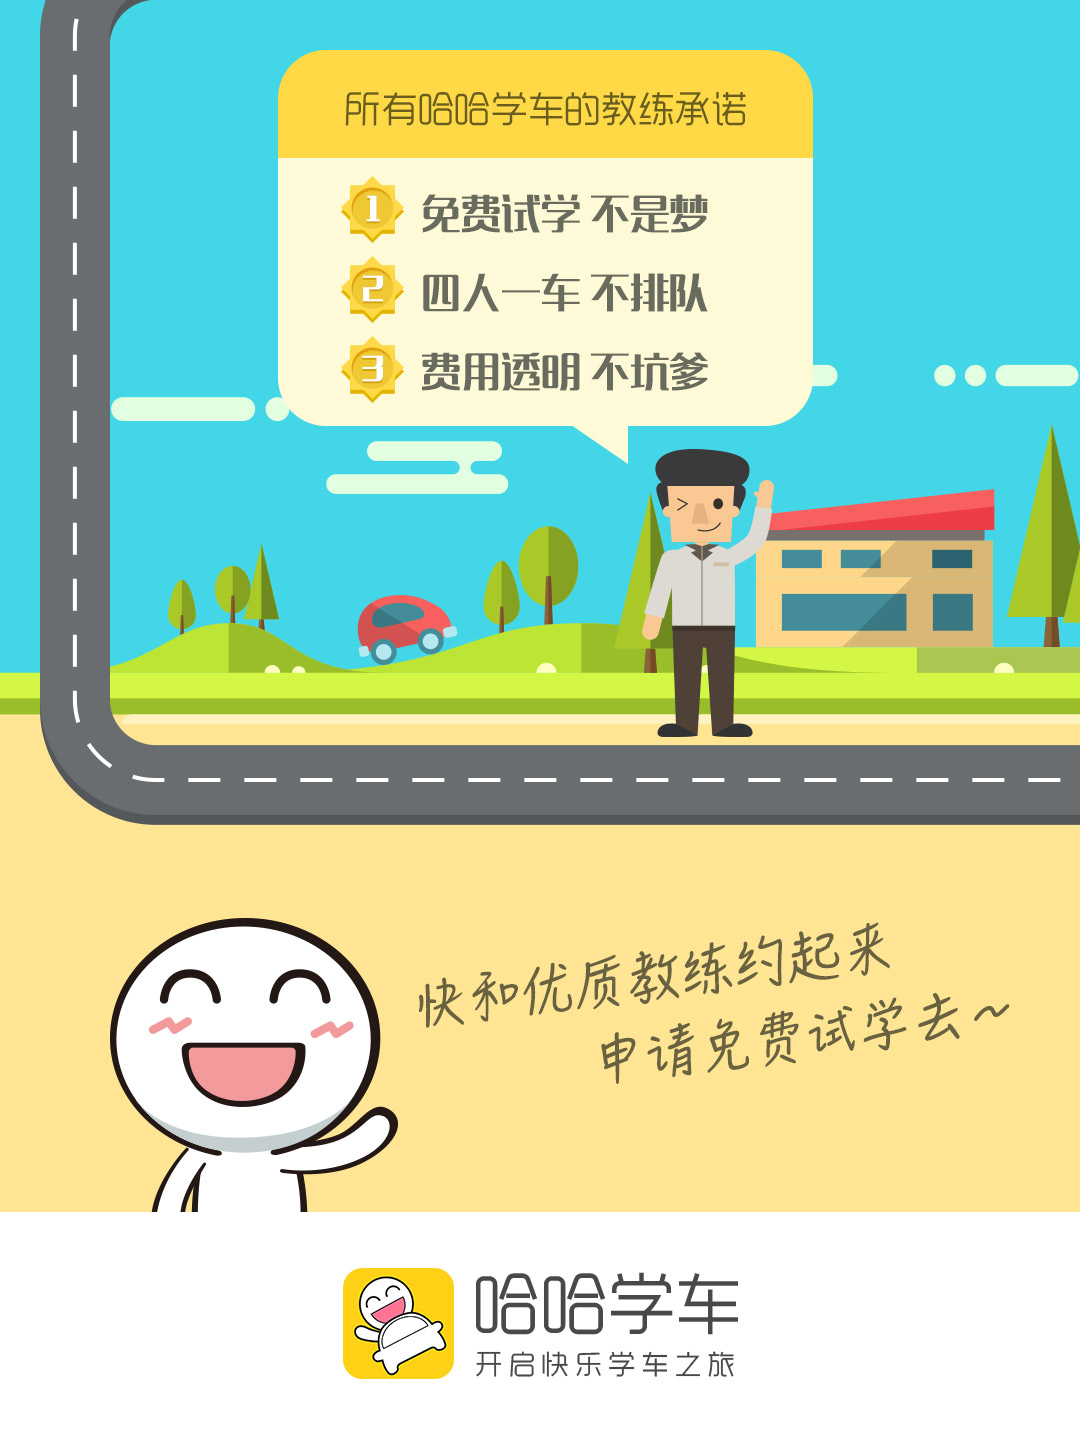 所有哈哈学车的教练承诺
1 免费试学 不是梦
2 四人一车 不排队
3 费用透明 不坑爹
快和优质教练约起来
申请免费试学去~
哈哈学车
开启快乐学车之旅